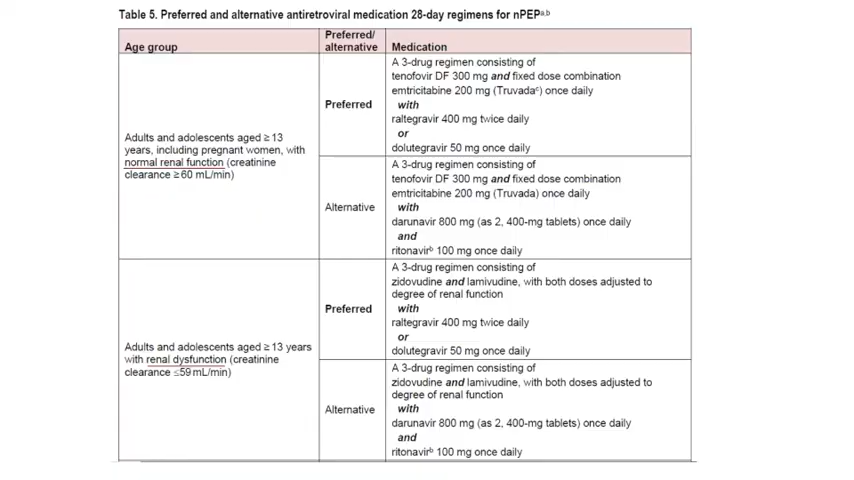 Table 5. Preferred and alternative antiretroviral medication 28-day regimens for nPEPa,b
Age group
Preferred/
alternative
Medication
Adults and adolescents aged ≥ 13
years, including pregnant women, with
normal renal function (creatinine
clearance ≥ 60 mL/min)
Preferred
A 3-drug regimen consisting of
tenofovir DF 300 mg and fixed dose combination
emtricitabine 200 mg (Truvadac) once daily
with
raltegravir 400 mg twice daily
or
dolutegravir 50 mg once daily
Alternative
A 3-drug regimen consisting of
tenofovir DF 300 mg and fixed dose combination
emtricitabine 200 mg (Truvada) once daily
with
darunavir 800 mg (as 2, 400-mg tablets) once daily
and
ritonavirb 100 mg once daily
Adults and adolescents aged ≥ 13 years
with renal dysfunction (creatinine
clearance ≤59 mL/min)
Preferred
A 3-drug regimen consisting of
zidovudine and lamivudine, with both doses adjusted to
degree of renal function
with
raltegravir 400 mg twice daily
or
dolutegravir 50 mg once daily
Alternative
A 3-drug regimen consisting of
zidovudine and lamivudine, with both doses adjusted to
degree of renal function
with
darunavir 800 mg (as 2, 400-mg tablets) once daily
and
ritonavirb 100 mg once daily